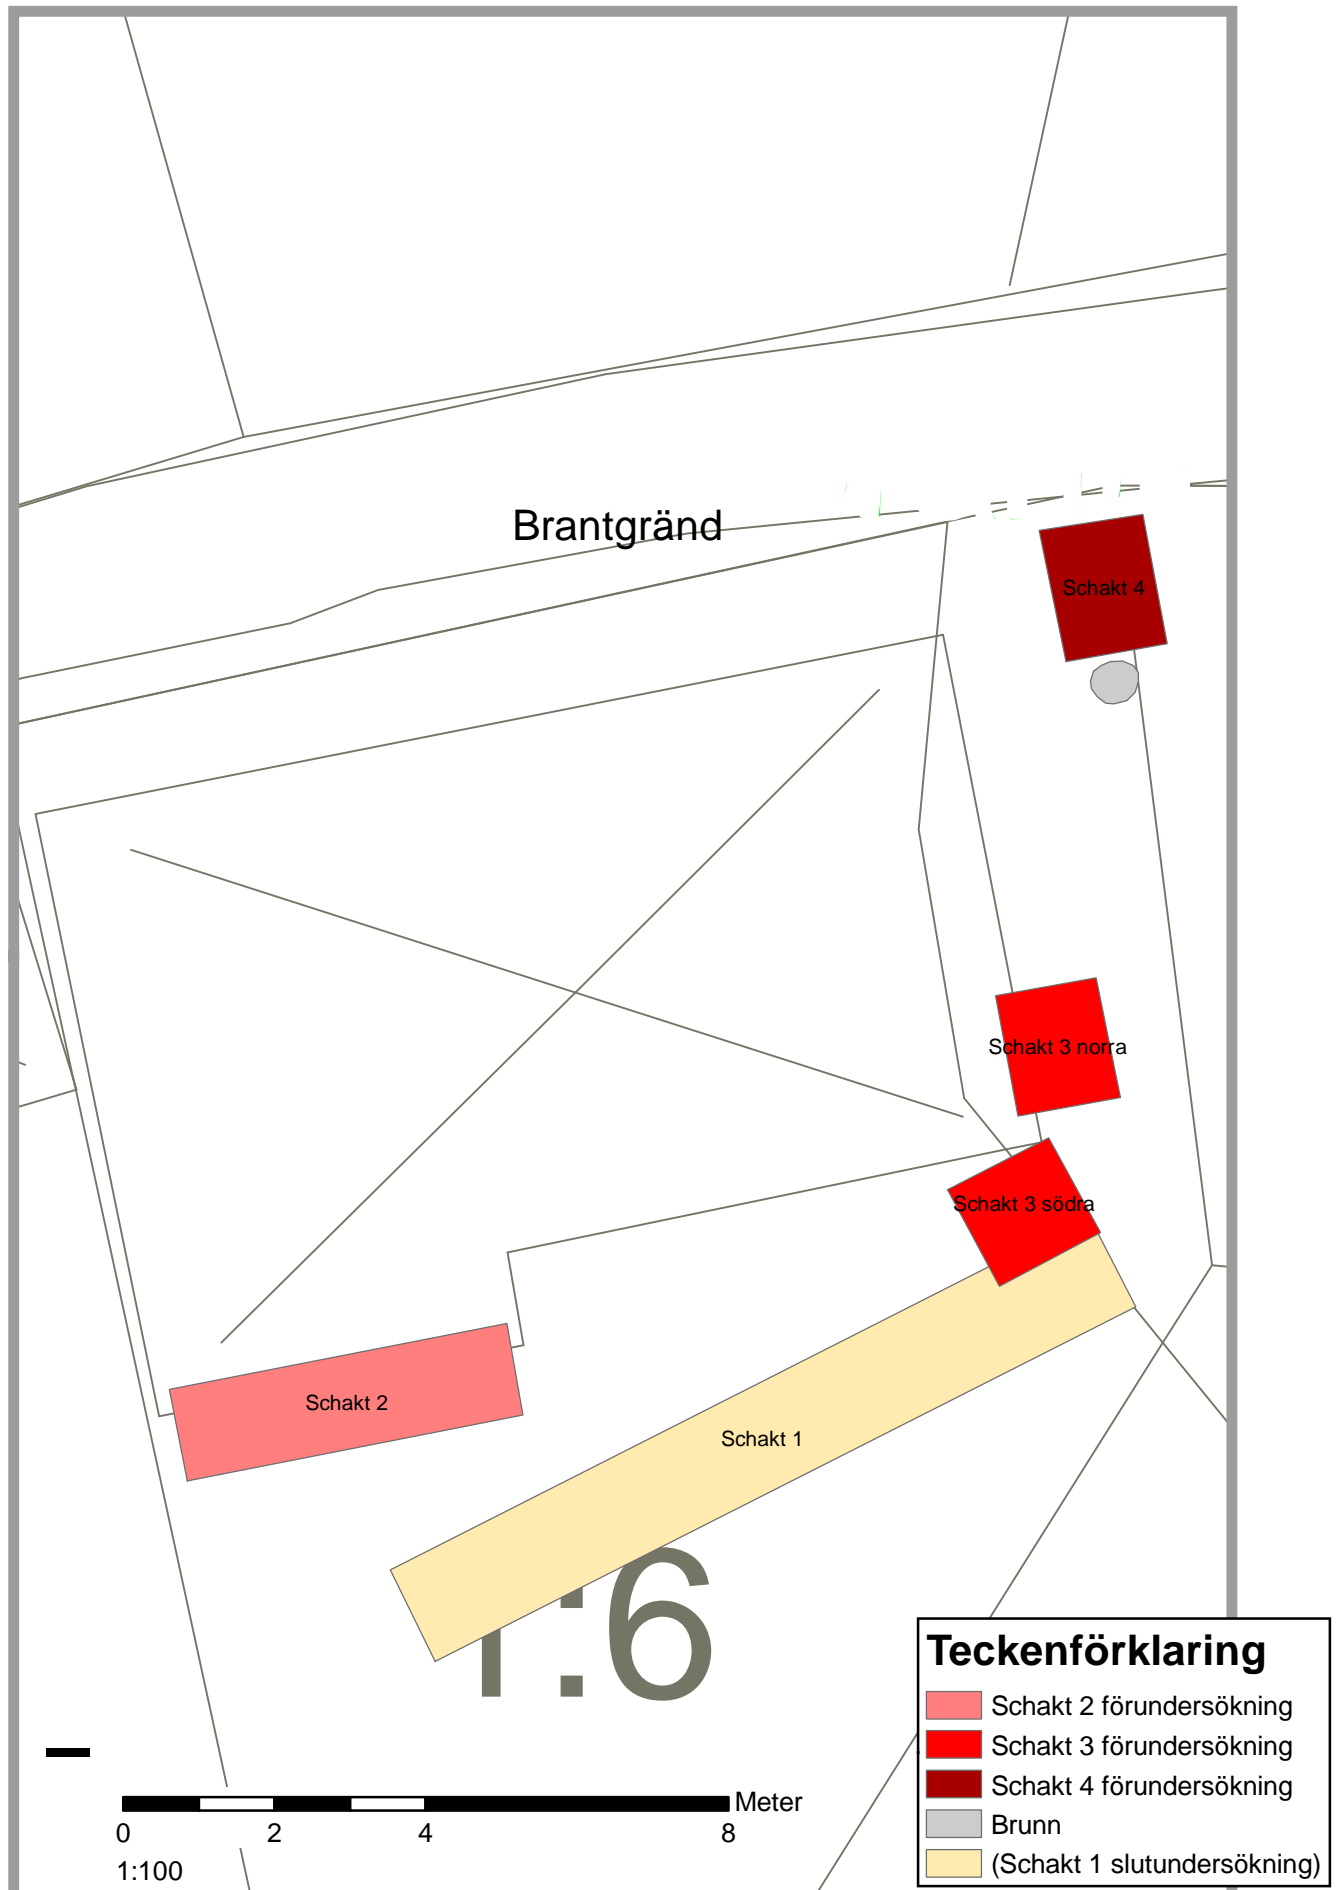 Brantgränd
Schakt 4
Schakt 3 norra
Schakt 3 södra
Schakt 2
Schakt 1
1:6
Teckenförklaring
Schakt 2 förundersökning
Schakt 3 förundersökning
Schakt 4 förundersökning
Brunn
(Schakt 1 slutundersökning)
Meter
0 2 4 8
1:100